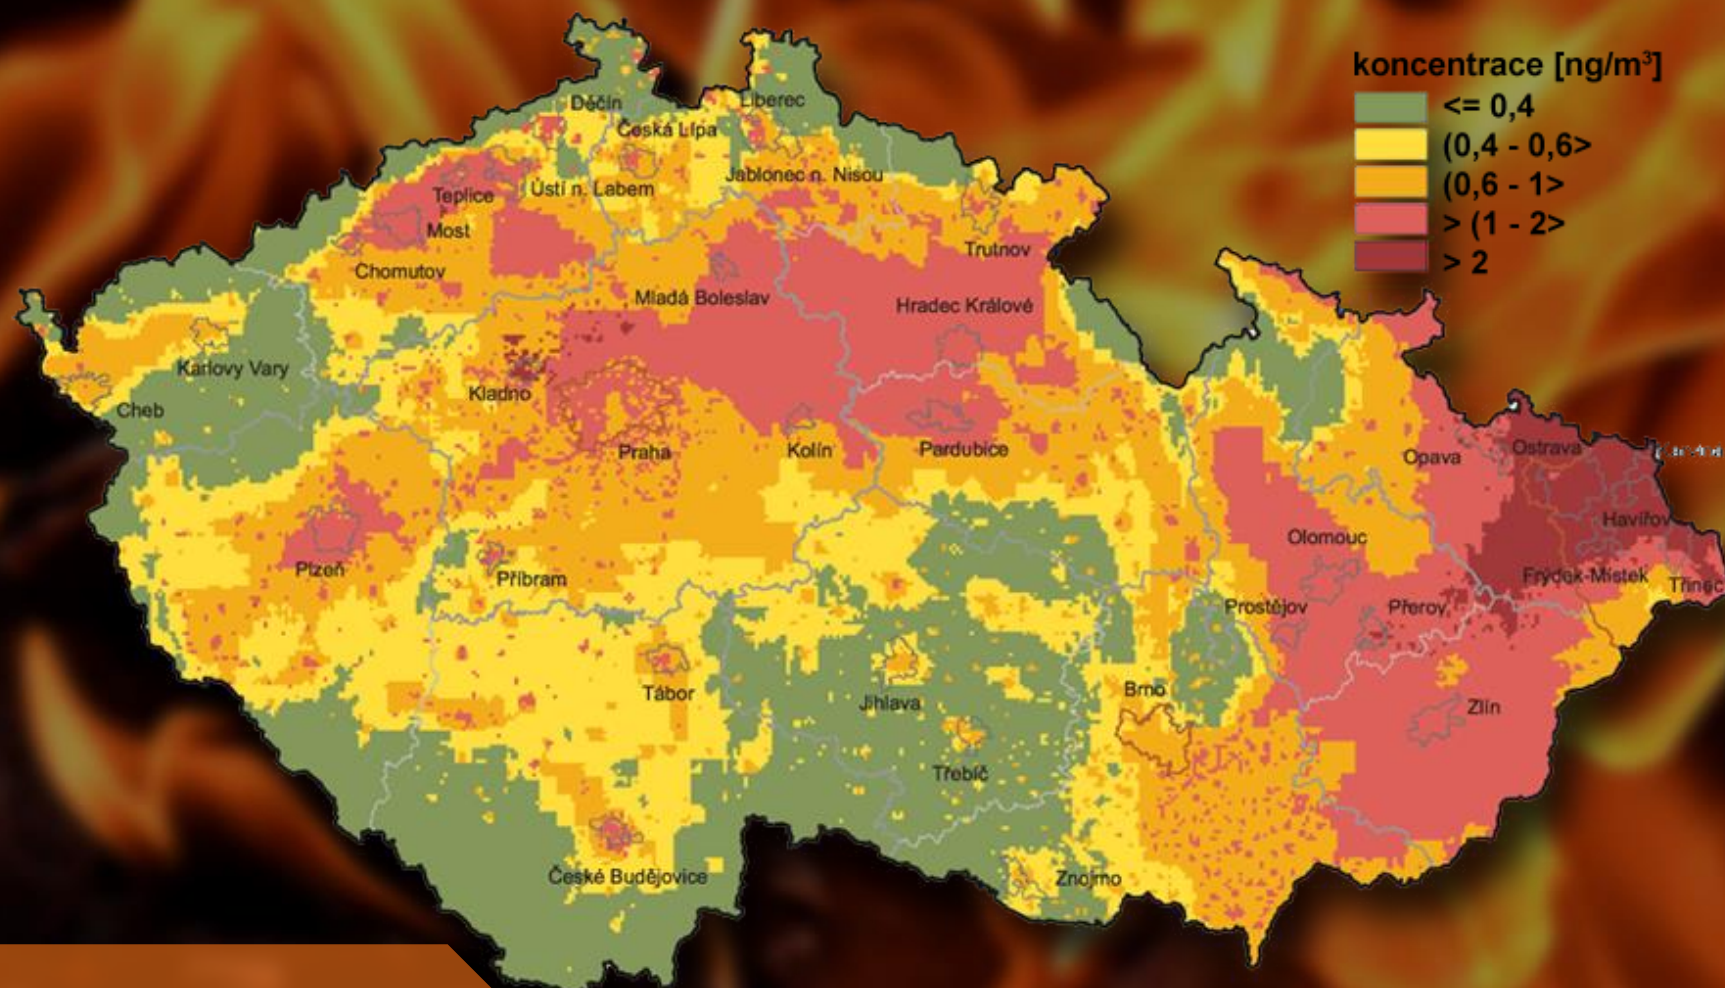 koncentrace [ng/m³]
<= 0,4
(0,4 - 0,6>
(0,6 - 1>
> (1 - 2>
> 2
Děčín
Liberec
Česká Lípa
Jablonec n. Nisou
Ústí n. Labem
Teplice
Most
Trutnov
Chomutov
Mladá Boleslav
Hradec Králové
Karlovy Vary
Kladno
Cheb
Praha
Kolín
Pardubice
Opava
Ostrava
Havířov
Olomouc
Plzeň
Příbram
Frýdek-Místek
Třinec
Prostějov
Přerov
Tábor
Jihlava
Brno
Zlín
Třebíč
České Budějovice
Znojmo